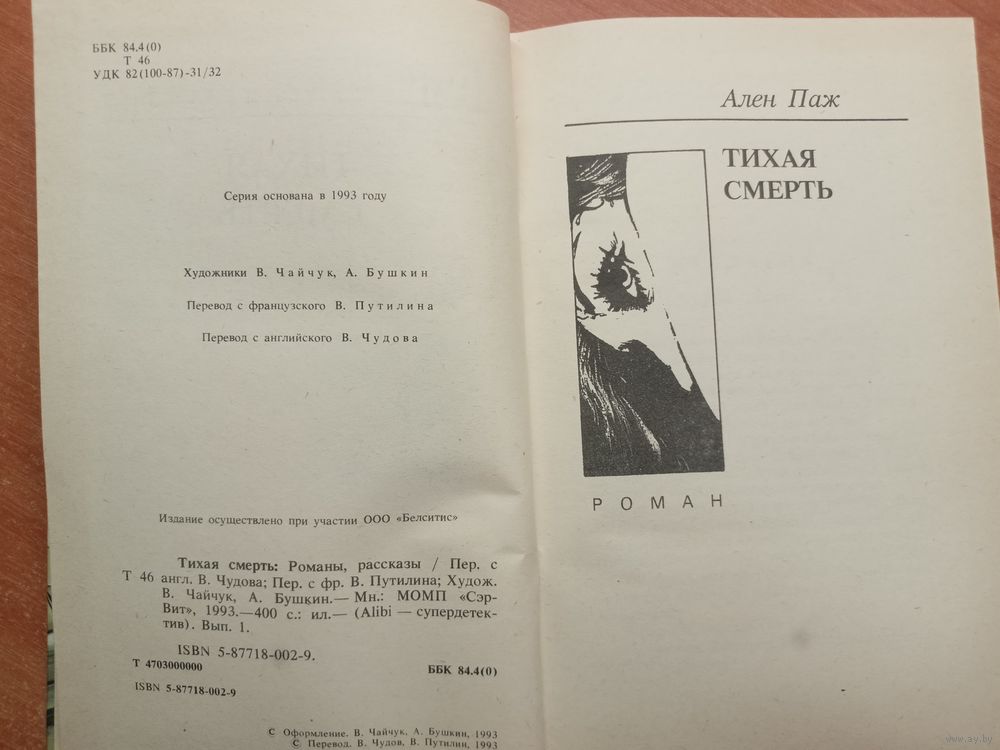 ББК 84.4(0)
Т 46
УДК 82(100-87)-31/32
Серия основана в 1993 году
Художники В. Чайчук, А. Бушкин
Перевод с французского В. Путилина
Перевод с английского В. Чудова
Издание осуществлено при участии ООО «Белситис»
Тихая смерть: Романы, рассказы / Пер. с
Т 46 англ. В. Чудова; Пер. с фр. В. Путилина; Худож.
В. Чайчук, А. Бушкин.— Мн.: МОМП «Сэр-
Вит», 1993.—400 с.: ил.— (Alibi — супердетек-
тив). Вып. 1.
ISBN 5-87718-002-9.
Т 4703000000
ББК 84.4(0)
ISBN 5-87718-002-9
© Оформление. В. Чайчук, А. Бушкин, 1993
© Перевод. В. Чудов, В. Путилин, 1993
Ален Паж
ТИХАЯ
СМЕРТЬ
РОМАН
www.ay.by